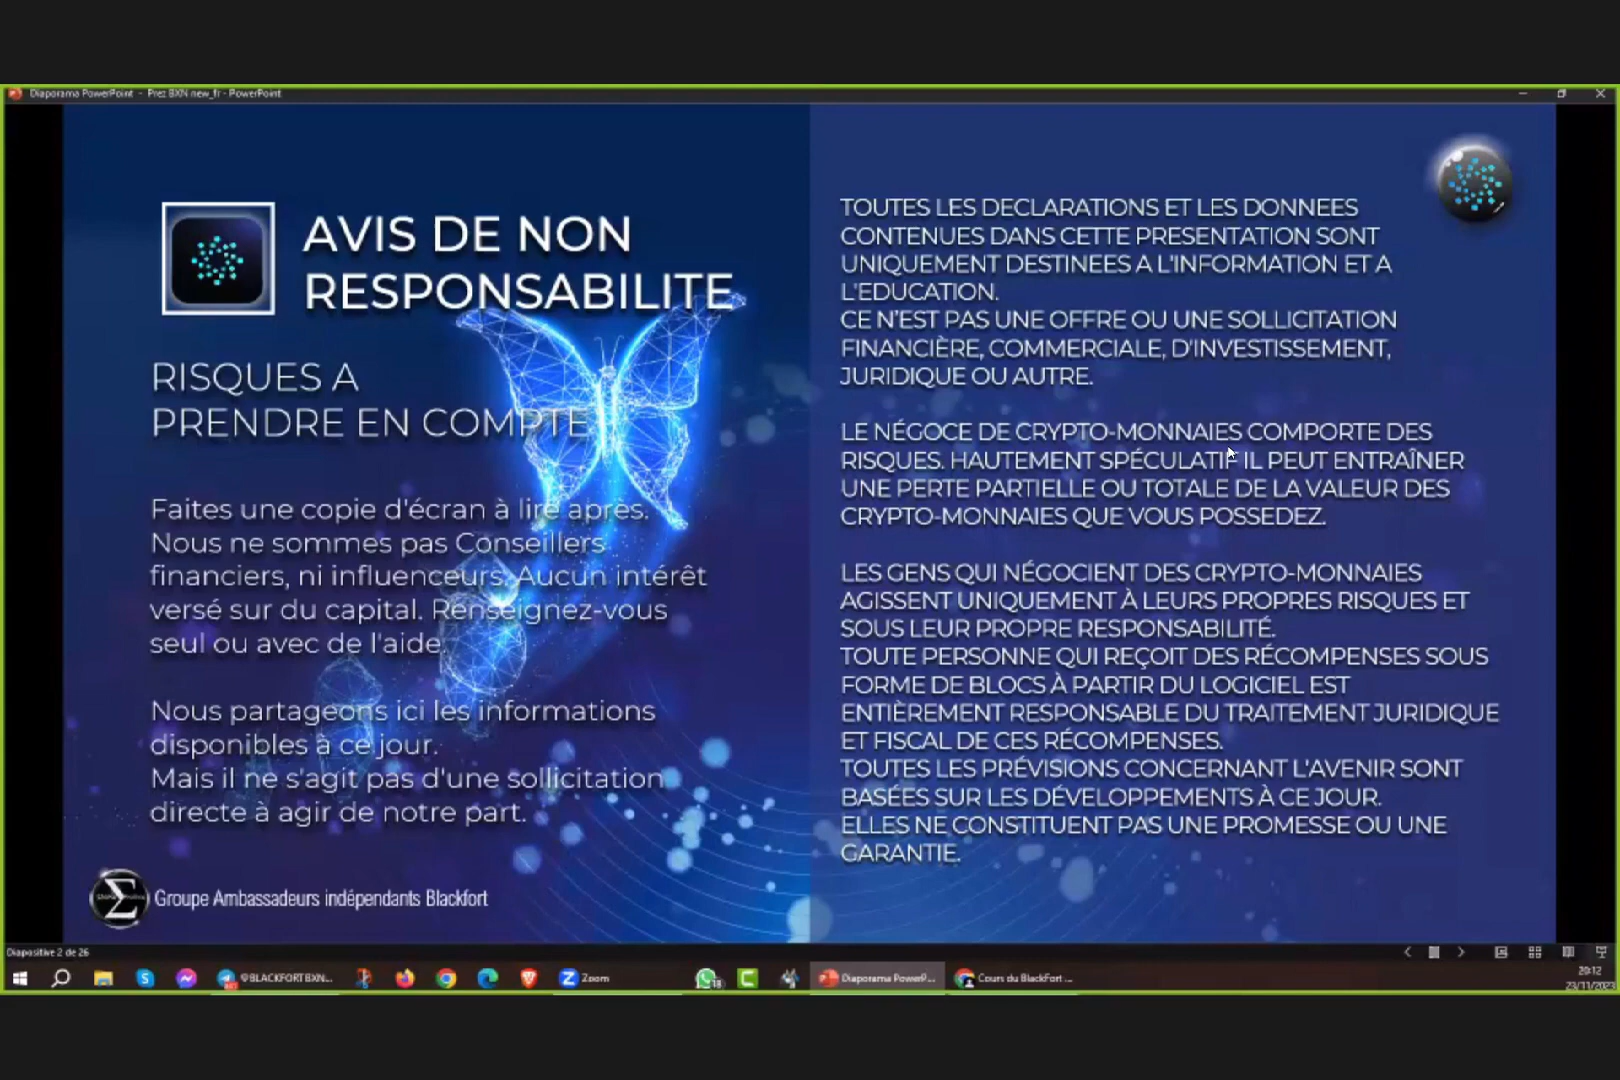 Diaporama PowerPoint - Prez BXN new_fr - PowerPoint
AVIS DE NON
RESPONSABILITE
RISQUES A
PRENDRE EN COMPTE
Faites une copie d'écran à lire après.
Nous ne sommes pas Conseillers
financiers, ni influenceurs. Aucun intérêt
versé sur du capital. Renseignez-vous
seul ou avec de l'aide.
Nous partageons ici les informations
disponibles à ce jour.
Mais il ne s'agit pas d'une sollicitation
directe à agir de notre part.
Groupe Ambassadeurs indépendants Blackfort
TOUTES LES DECLARATIONS ET LES DONNEES
CONTENUES DANS CETTE PRESENTATION SONT
UNIQUEMENT DESTINEES A L'INFORMATION ET A
L'EDUCATION.
CE N'EST PAS UNE OFFRE OU UNE SOLLICITATION
FINANCIÈRE, COMMERCIALE, D'INVESTISSEMENT,
JURIDIQUE OU AUTRE.
LE NÉGOCE DE CRYPTO-MONNAIES COMPORTE DES
RISQUES. HAUTEMENT SPÉCULATIF IL PEUT ENTRAÎNER
UNE PERTE PARTIELLE OU TOTALE DE LA VALEUR DES
CRYPTO-MONNAIES QUE VOUS POSSEDEZ.
LES GENS QUI NÉGOCIENT DES CRYPTO-MONNAIES
AGISSENT UNIQUEMENT À LEURS PROPRES RISQUES ET
SOUS LEUR PROPRE RESPONSABILITÉ.
TOUTE PERSONNE QUI REÇOIT DES RÉCOMPENSES SOUS
FORME DE BLOCS À PARTIR DU LOGICIEL EST
ENTIÈREMENT RESPONSABLE DU TRAITEMENT JURIDIQUE
ET FISCAL DE CES RÉCOMPENSES.
TOUTES LES PRÉVISIONS CONCERNANT L'AVENIR SONT
BASÉES SUR LES DÉVELOPPEMENTS À CE JOUR.
ELLES NE CONSTITUENT PAS UNE PROMESSE OU UNE
GARANTIE.
Diapositive 2 de 26
@BLACKFORT BXN...
Zoom
Diaporama PowerP...
Cours du BlackFort ...
20:12
23/11/2023